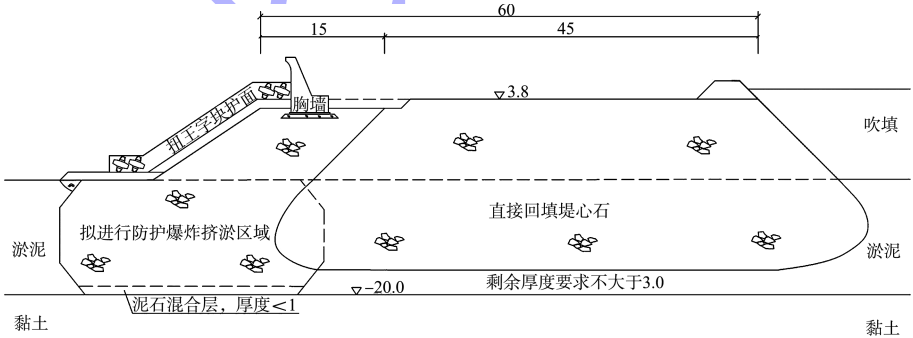 60
15
45
扭王字块护面
胸墙
3.8
吹填
直接回填堤心石
拟进行防护爆炸挤淤区域
淤泥
淤泥
剩余厚度要求不大于3.0
-20.0
泥石混合层，厚度<1
黏土
黏土